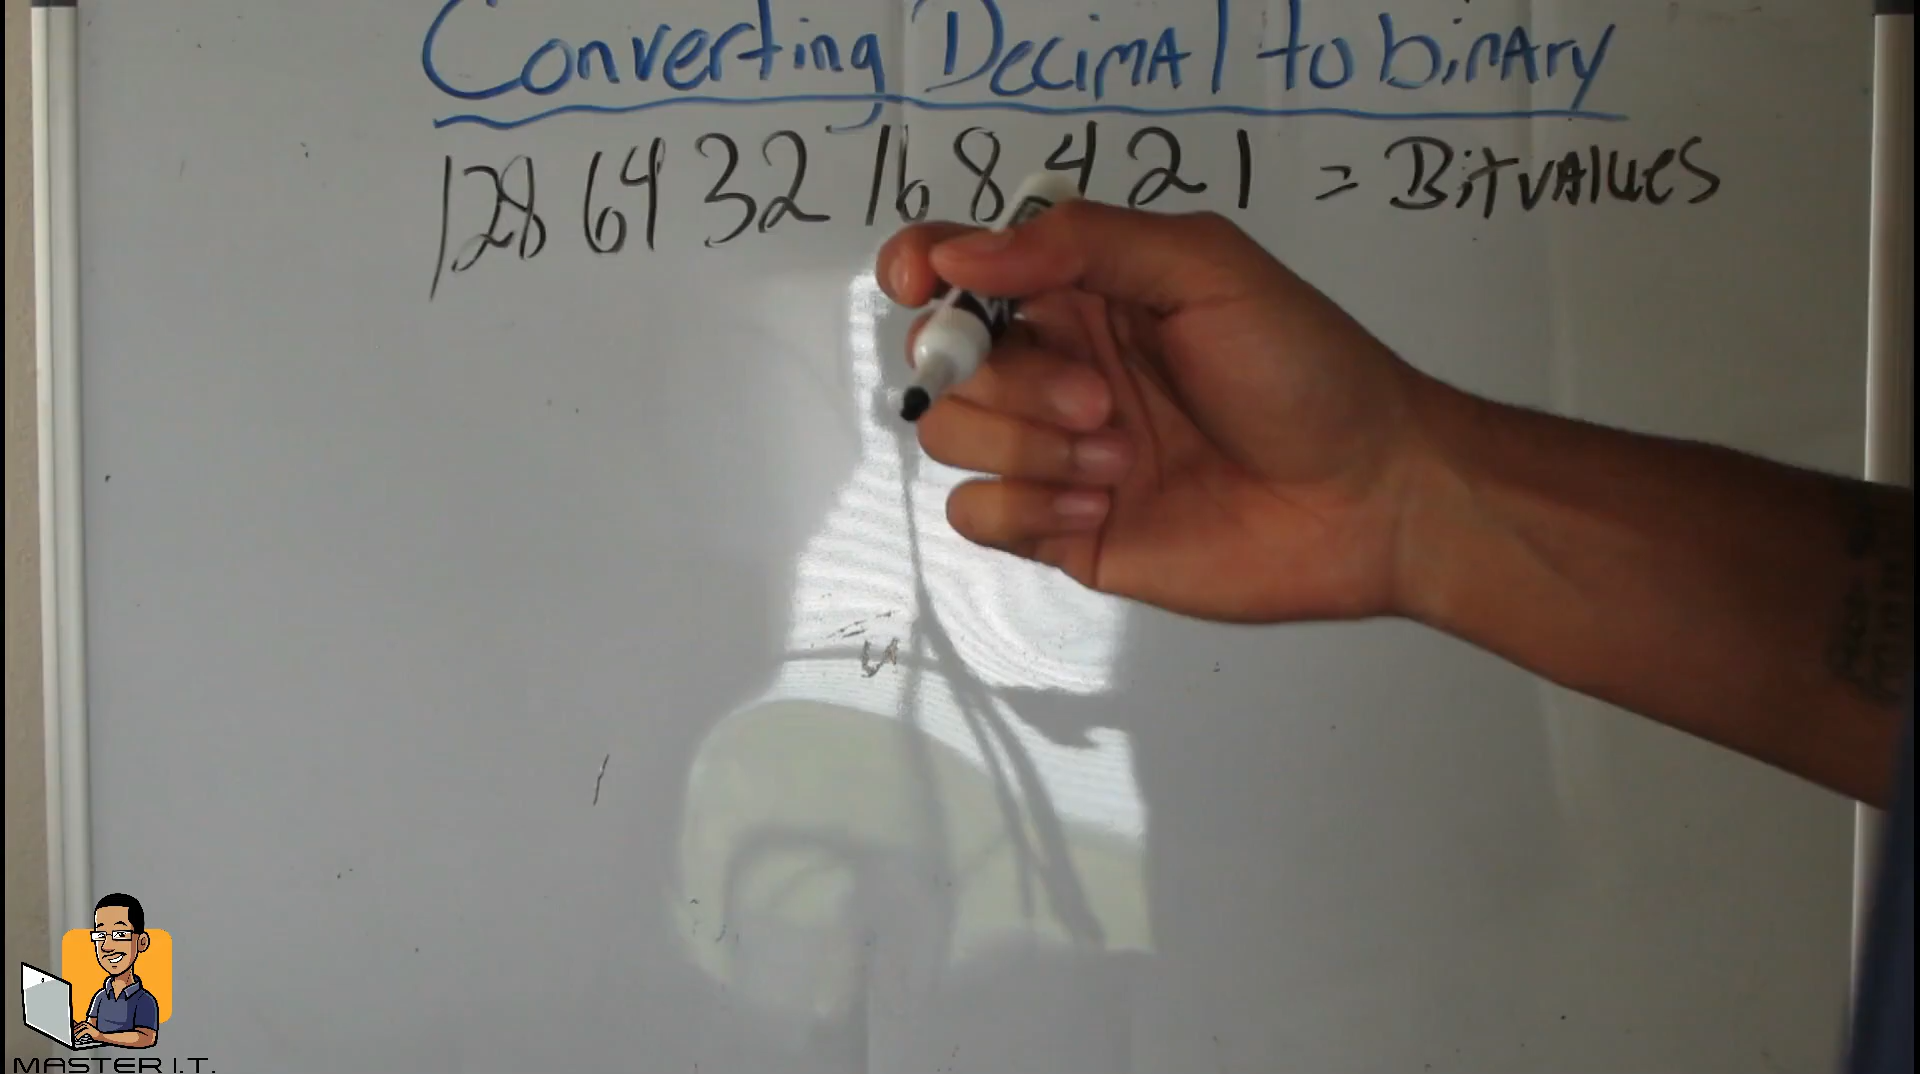 Converting Decimal to binary
128 64 32 16 8 4 2 1 = Bit values
MASTER I.T.